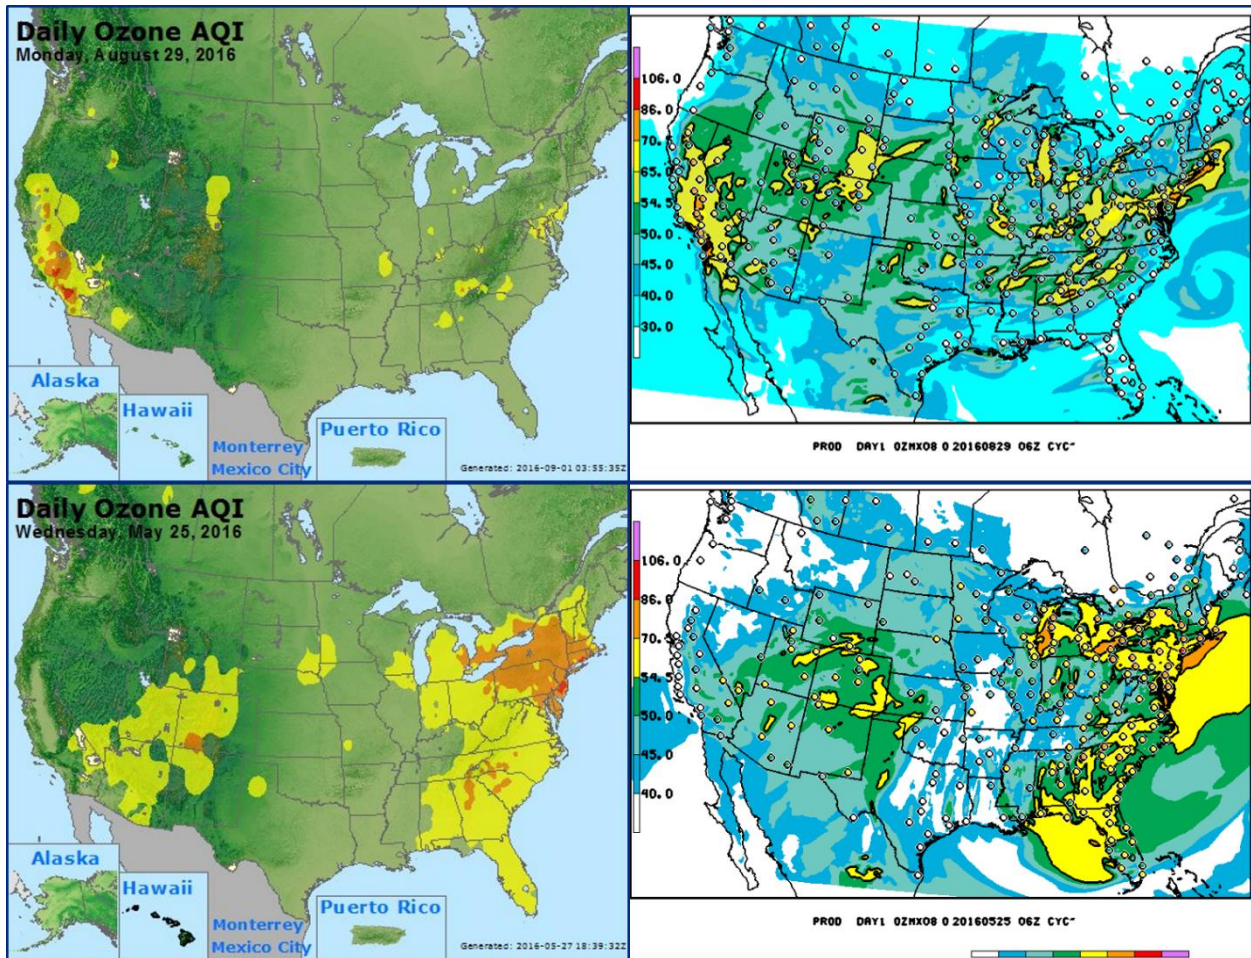 Daily Ozone AQI
Monday, August 29, 2016
Alaska
Hawaii
Monterrey
Mexico City
Puerto Rico
Generated: 2016-09-01 03:55:35Z
106.0
86.0
70.5
65.0
54.5
50.0
45.0
40.0
30.0
PROD DAY1 OZMX08 0 20160829 06Z CYC~
Daily Ozone AQI
Wednesday, May 25, 2016
Alaska
Hawaii
Monterrey
Mexico City
Puerto Rico
Generated: 2016-05-27 18:39:32Z
106.0
86.0
70.5
54.5
50.0
45.0
40.0
PROD DAY1 OZMX08 0 20160525 06Z CYC~